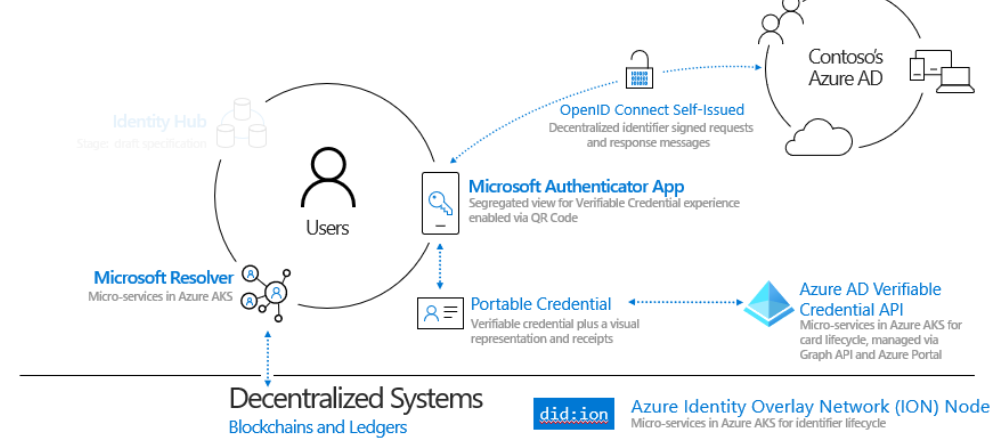 Contoso's
Azure AD
OpenID Connect Self-Issued
Decentralized identifier signed requests
and response messages
Identity Hub
Stage: draft specification
Users
Microsoft Authenticator App
Segregated view for Verifiable Credential experience
enabled via QR Code
Microsoft Resolver
Micro-services in Azure AKS
Portable Credential
Verifiable credential plus a visual
representation and receipts
Azure AD Verifiable
Credential API
Micro-services in Azure AKS for
card lifecycle, managed via
Graph API and Azure Portal
Decentralized Systems
Blockchains and Ledgers
did:ion
Azure Identity Overlay Network (ION) Node
Micro-services in Azure AKS for identifier lifecycle